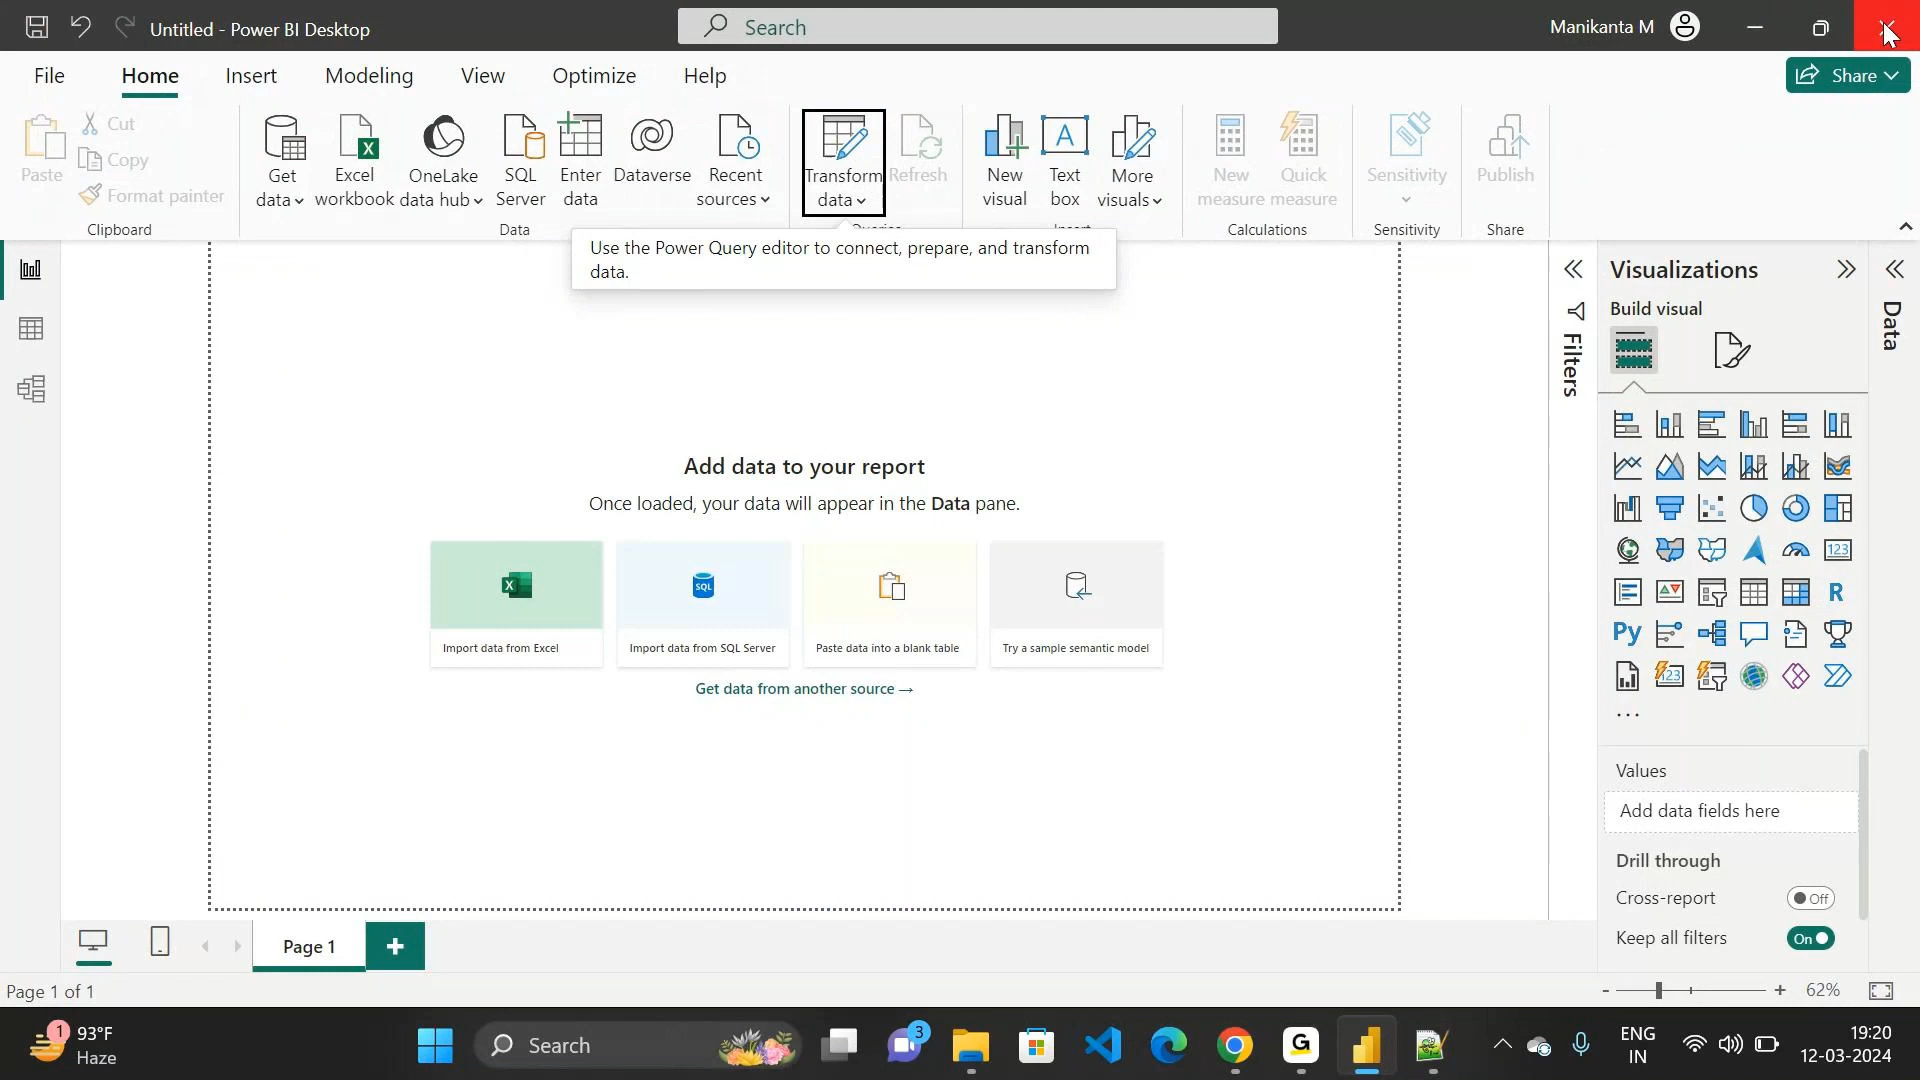 Untitled - Power BI Desktop
Search
Manikanta M
File
Home
Insert
Modeling
View
Optimize
Help
Share
Paste
Cut
Copy
Format painter
Clipboard
Get
data
Excel
workbook
OneLake
data hub
SQL
Server
Enter
data
Dataverse
Recent
sources
Data
Transform
data
Refresh
New
visual
Text
box
More
visuals
New
measure
Quick
measure
Calculations
Sensitivity
Sensitivity
Publish
Share
Use the Power Query editor to connect, prepare, and transform
data.
Filters
Visualizations
Build visual
Data
Add data to your report
Once loaded, your data will appear in the Data pane.
SQL
Import data from Excel
Import data from SQL Server
Paste data into a blank table
Try a sample semantic model
Get data from another source →
123
R
Py
123
...
Values
Add data fields here
Drill through
Cross-report
Off
Keep all filters
On
Page 1
Page 1 of 1
- + 62%
1
93°F
Haze
Search
3
ENG
IN
19:20
12-03-2024